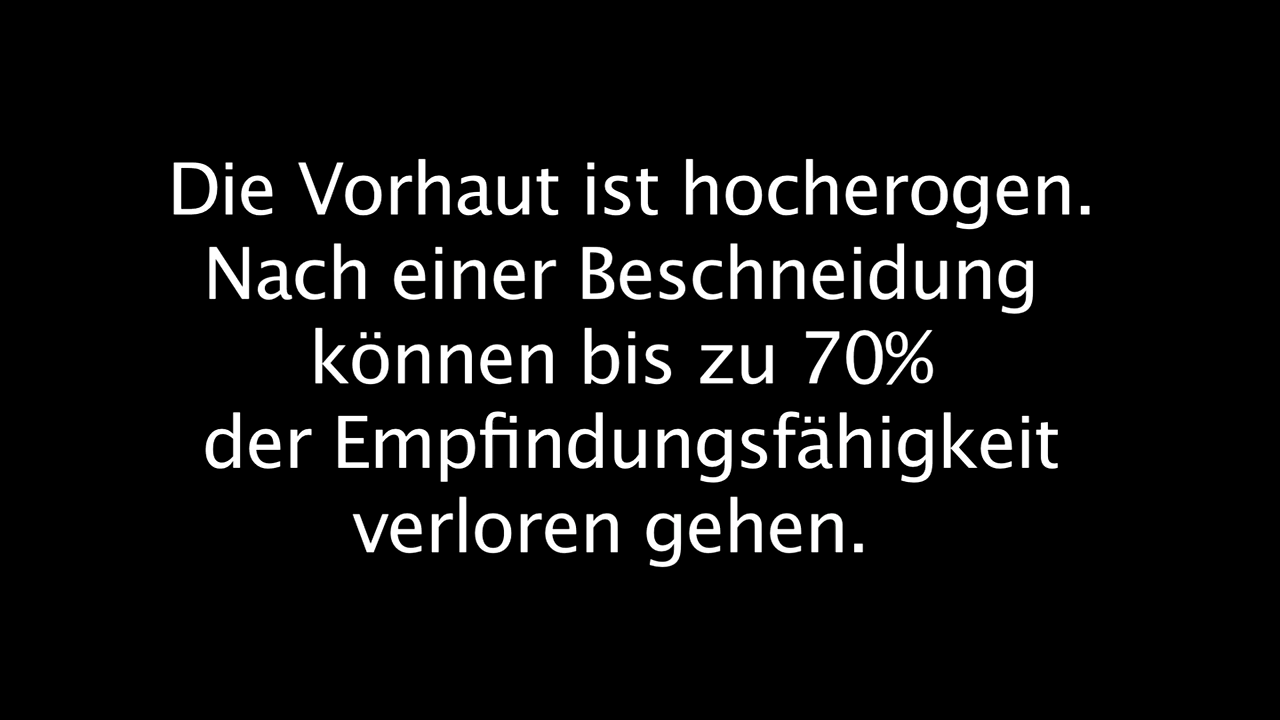 Die Vorhaut ist hocherogen.
Nach einer Beschneidung
können bis zu 70%
der Empfindungsfähigkeit
verloren gehen.